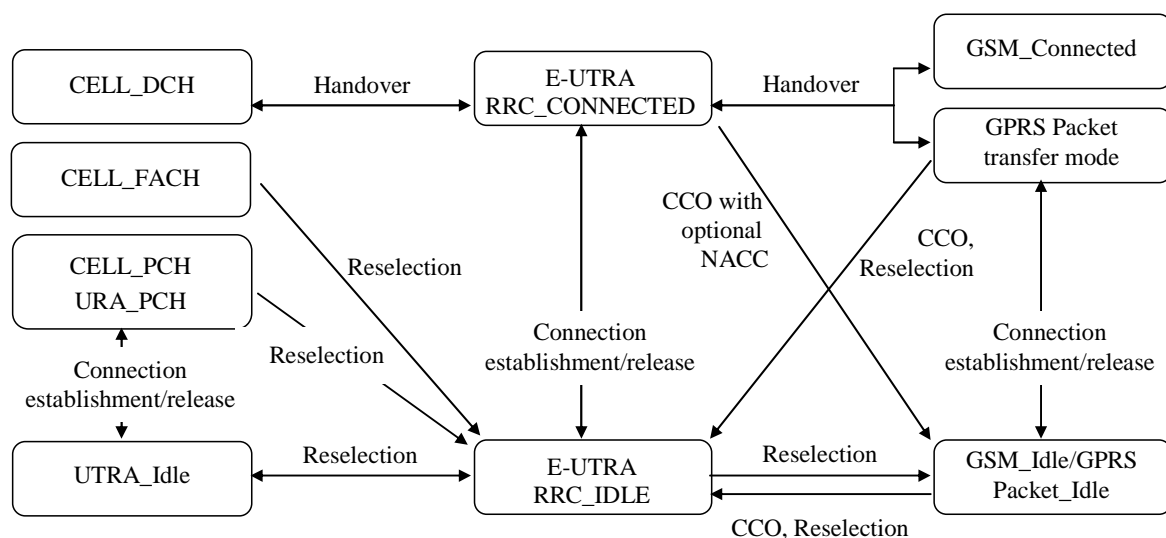 GSM_Connected
CELL_DCH
Handover
E-UTRA
RRC_CONNECTED
Handover
GPRS Packet
transfer mode
CELL_FACH
CCO with
optional
NACC
CCO,
Reselection
CELL_PCH
URA_PCH
Reselection
Reselection
Connection
establishment/release
Connection
establishment/release
Connection
establishment/release
UTRA_Idle
Reselection
E-UTRA
RRC_IDLE
Reselection
GSM_Idle/GPRS
Packet_Idle
CCO, Reselection